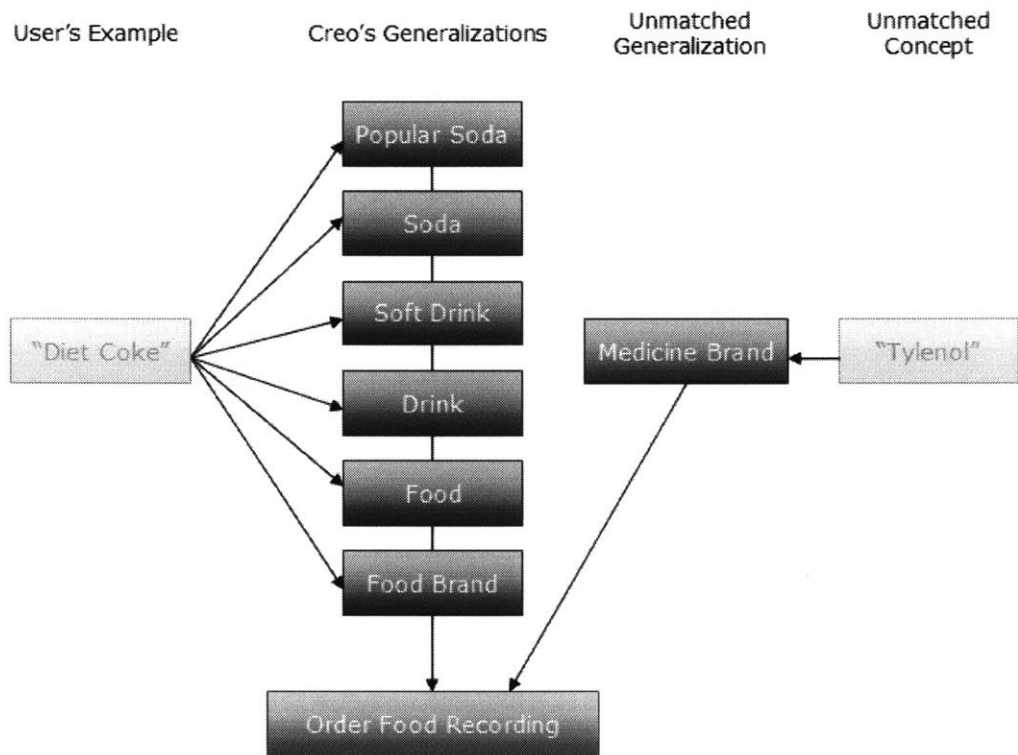 User's Example
Creo's Generalizations
Unmatched
Generalization
Unmatched
Concept
Popular Soda
Soda
Soft Drink
"Diet Coke"
Medicine Brand
"Tylenol"
Drink
Food
Food Brand
Order Food Recording